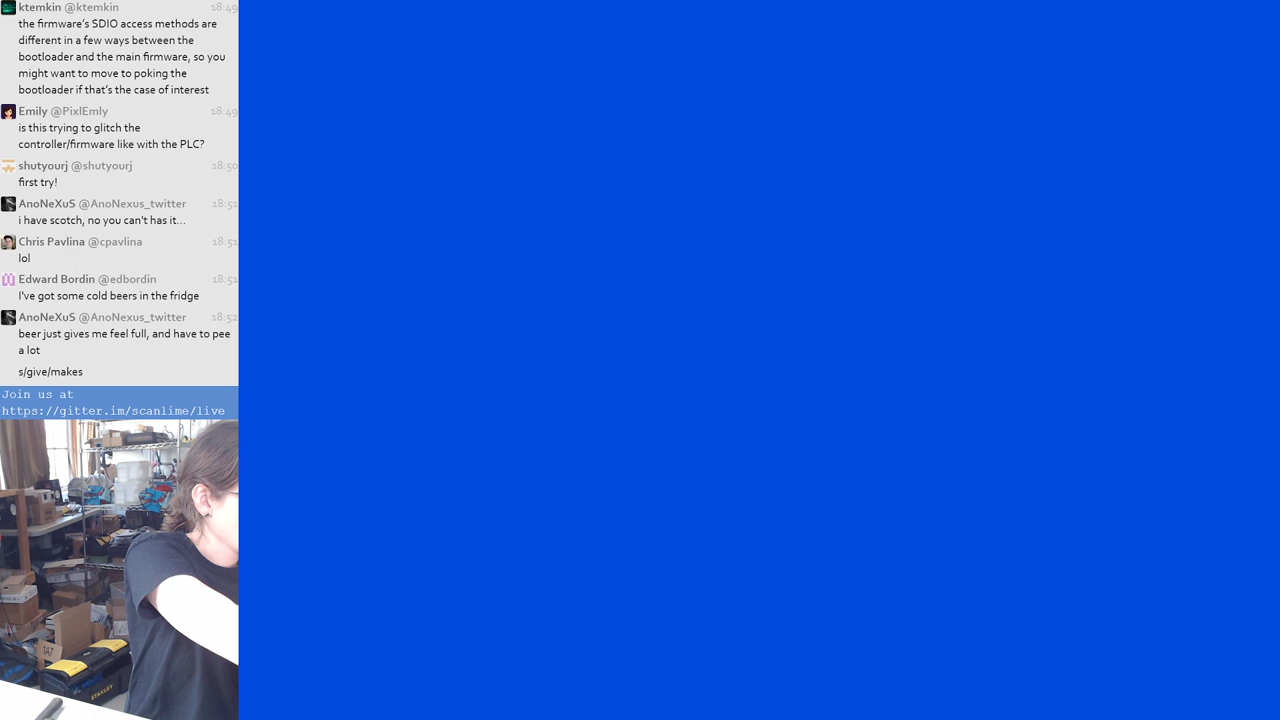 ktemkin @ktemkin 18:49
the firmware's SDIO access methods are
different in a few ways between the
bootloader and the main firmware, so you
might want to move to poking the
bootloader if that's the case of interest
Emily @PixlEmly 18:49
is this trying to glitch the
controller/firmware like with the PLC?
shutyourj @shutyourj 18:50
first try!
AnoNeXuS @AnoNexus_twitter 18:51
i have scotch, no you can't has it...
Chris Pavlina @cpavlina 18:51
lol
Edward Bordin @edbordin 18:51
I've got some cold beers in the fridge
AnoNeXuS @AnoNexus_twitter 18:52
beer just gives me feel full, and have to pee
a lot
s/give/makes
Join us at
https://gitter.im/scanlime/live
1A7
STANLEY